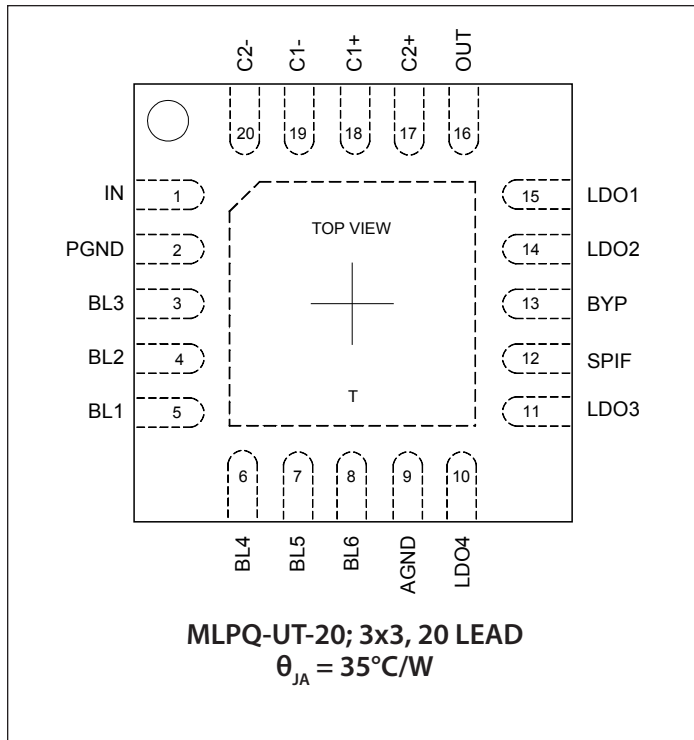 C2-
C1-
C1+
C2+
OUT
20
19
18
17
16
IN
1
15
LDO1
TOP VIEW
PGND
2
14
LDO2
BL3
3
13
BYP
BL2
4
12
SPIF
T
BL1
5
11
LDO3
6
7
8
9
10
BL4
BL5
BL6
AGND
LDO4
MLPQ-UT-20; 3x3, 20 LEAD
θJA = 35°C/W